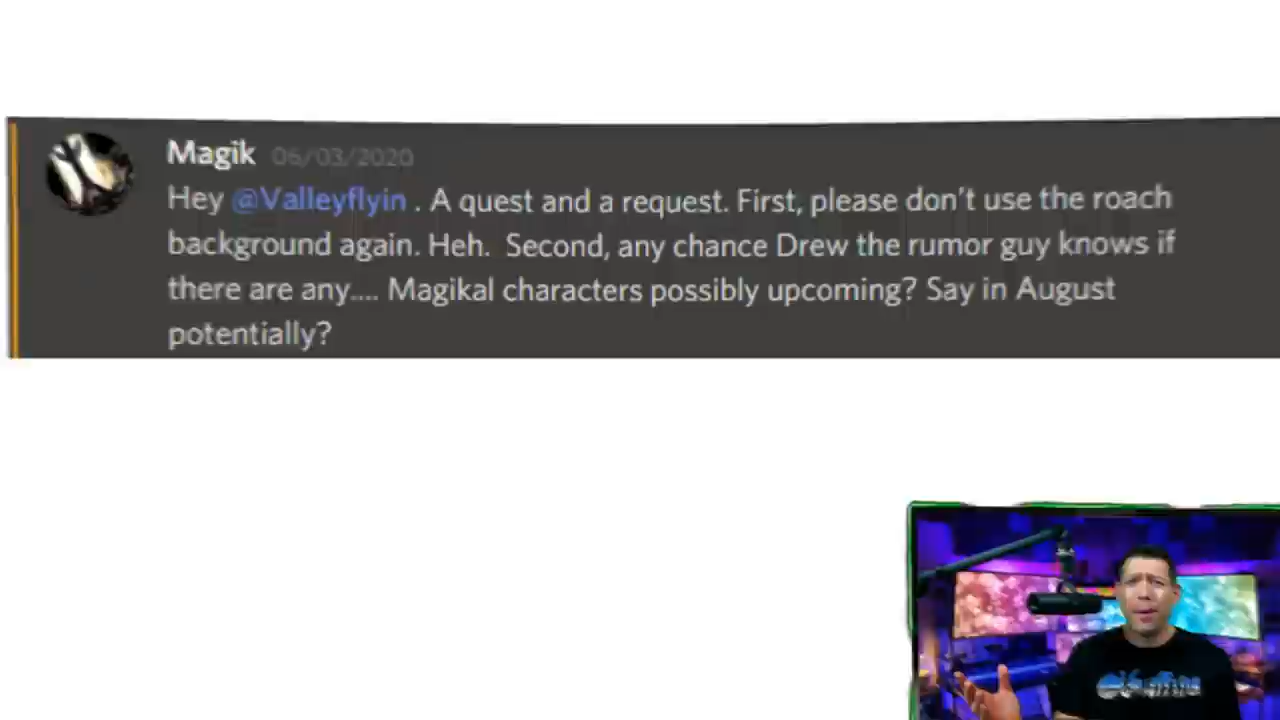 Magik 06/03/2020
Hey @Valleyflyin . A quest and a request. First, please don't use the roach
background again. Heh. Second, any chance Drew the rumor guy knows if
there are any.... Magikal characters possibly upcoming? Say in August
potentially?